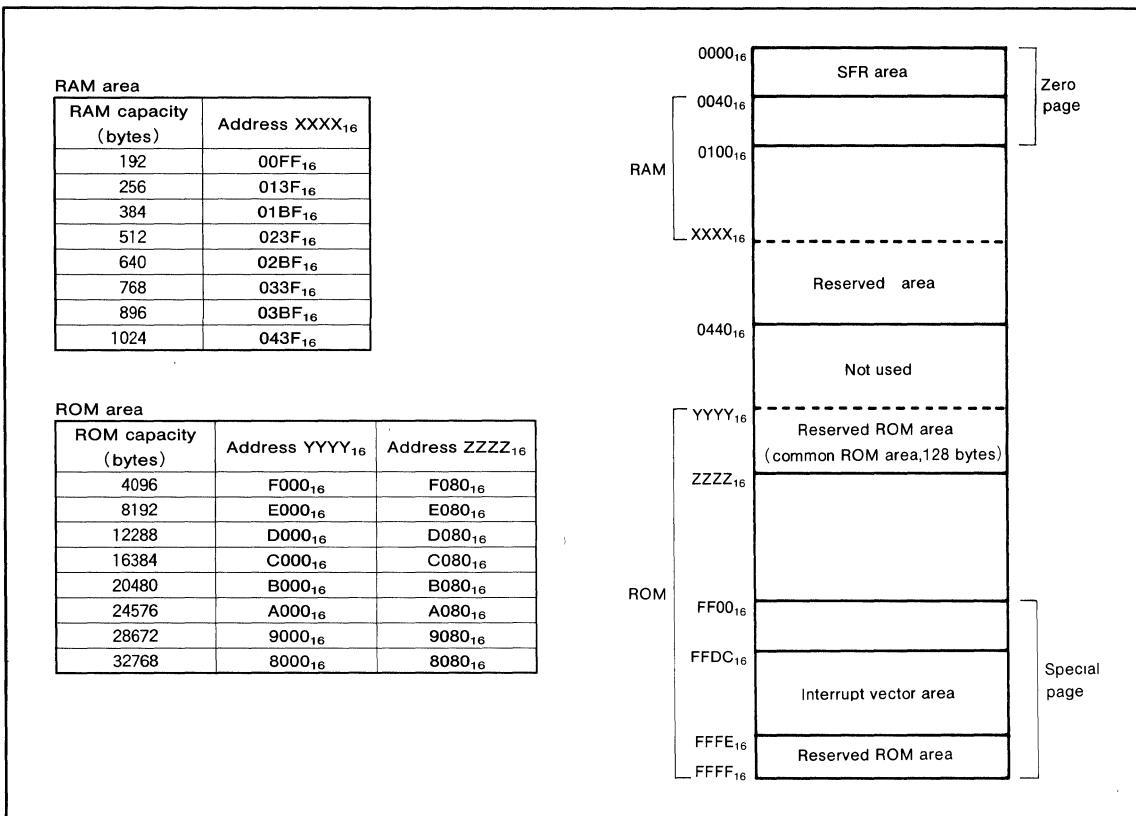 RAM area
RAM capacity (bytes) Address XXXX₁₆
192 00FF₁₆
256 013F₁₆
384 01BF₁₆
512 023F₁₆
640 02BF₁₆
768 033F₁₆
896 03BF₁₆
1024 043F₁₆
ROM area
ROM capacity (bytes) Address YYYY₁₆ Address ZZZZ₁₆
4096 F000₁₆ F080₁₆
8192 E000₁₆ E080₁₆
12288 D000₁₆ D080₁₆
16384 C000₁₆ C080₁₆
20480 B000₁₆ B080₁₆
24576 A000₁₆ A080₁₆
28672 9000₁₆ 9080₁₆
32768 8000₁₆ 8080₁₆
0000₁₆
SFR area
Zero
page
0040₁₆
0100₁₆
RAM
XXXX₁₆
Reserved area
0440₁₆
Not used
YYYY₁₆
Reserved ROM area
(common ROM area,128 bytes)
ZZZZ₁₆
ROM
FF00₁₆
FFDC₁₆
Special
page
Interrupt vector area
FFFE₁₆
Reserved ROM area
FFFF₁₆